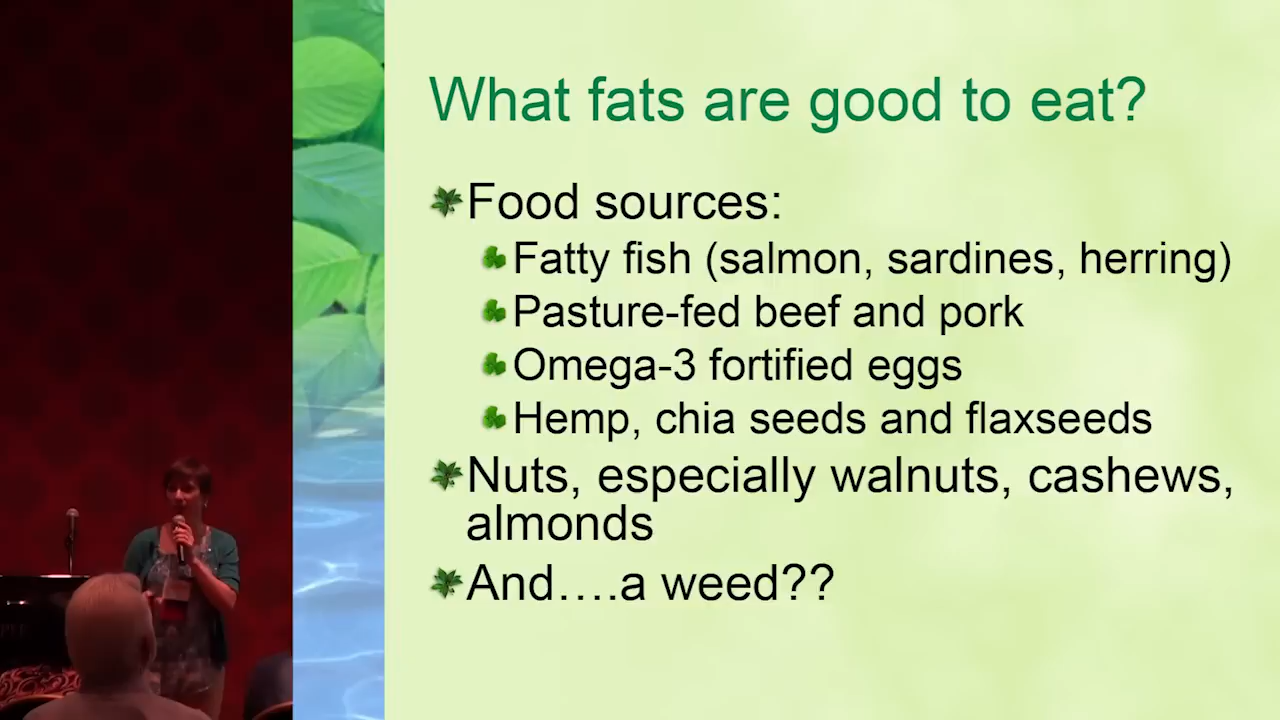 What fats are good to eat?
Food sources:
Fatty fish (salmon, sardines, herring)
Pasture-fed beef and pork
Omega-3 fortified eggs
Hemp, chia seeds and flaxseeds
Nuts, especially walnuts, cashews,
almonds
And….a weed??